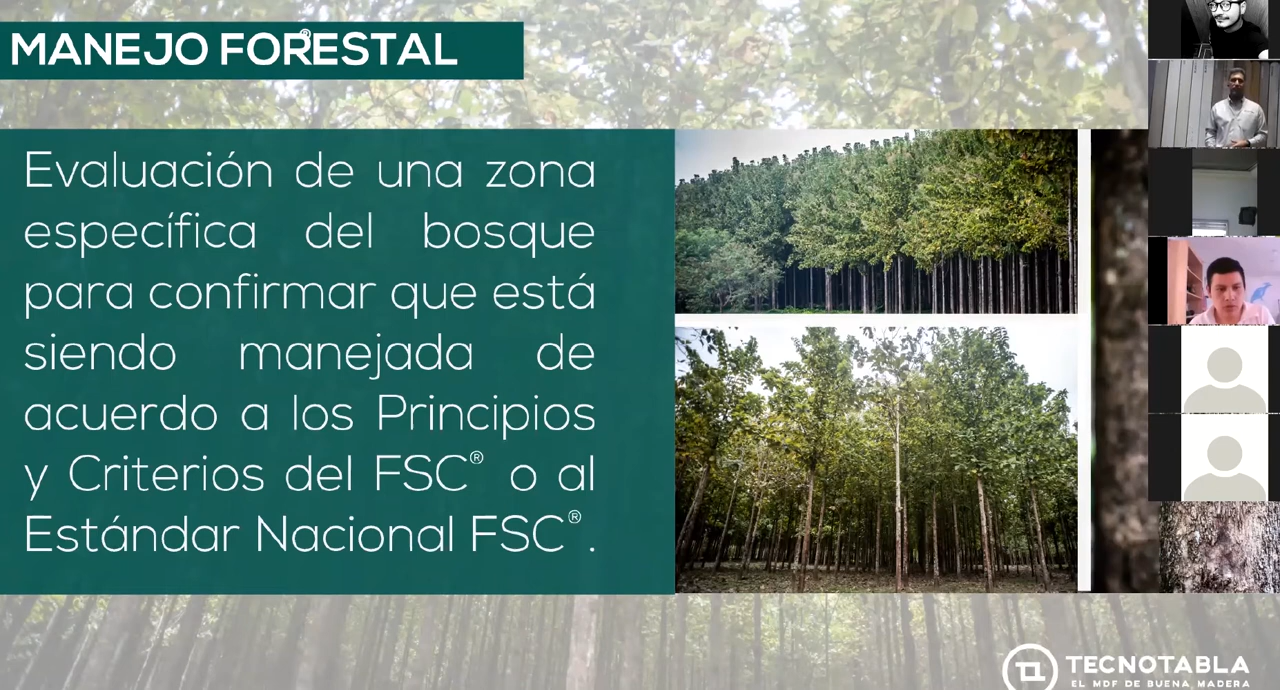 MANEJO FORESTAL
®
Evaluación de una zona
específica del bosque
para confirmar que está
siendo manejada de
acuerdo a los Principios
y Criterios del FSC® o al
Estándar Nacional FSC®.
TECNOTABLA
EL MDF DE BUENA MADERA